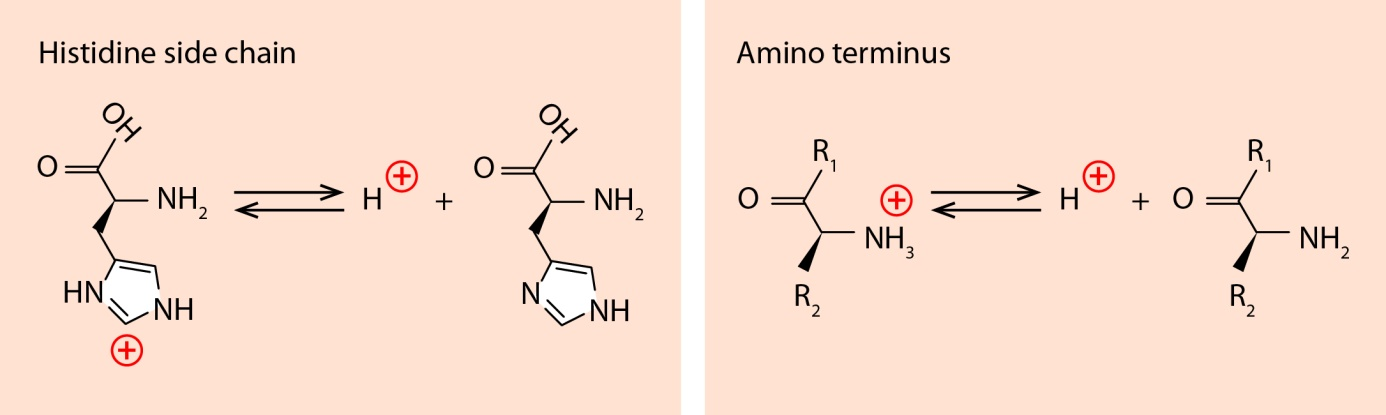 Histidine side chain
OH
O
NH2
HN
NH
+
H+ +
OH
O
NH2
N
NH
Amino terminus
R1
O
+
NH3
R2
H+ +
R1
O
NH2
R2